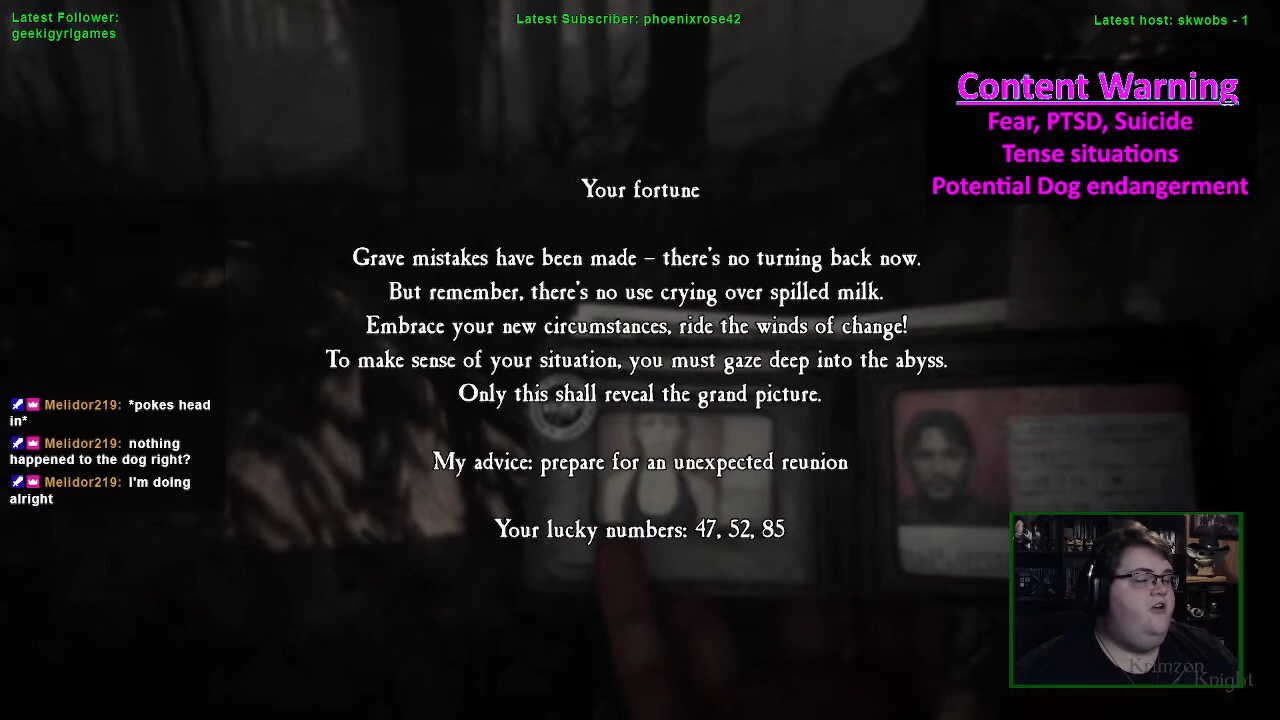 Latest Follower:
geekigyrlgames
Latest Subscriber: phoenixrose42
Latest host: skwobs - 1
Content Warning
Fear, PTSD, Suicide
Tense situations
Potential Dog endangerment
Your fortune
Grave mistakes have been made – there's no turning back now.
But remember, there's no use crying over spilled milk.
Embrace your new circumstances, ride the winds of change!
To make sense of your situation, you must gaze deep into the abyss.
Only this shall reveal the grand picture.
My advice: prepare for an unexpected reunion
Your lucky numbers: 47, 52, 85
Melidor219: *pokes head
in*
Melidor219: nothing
happened to the dog right?
Melidor219: I'm doing
alright
Krimzon
Knight